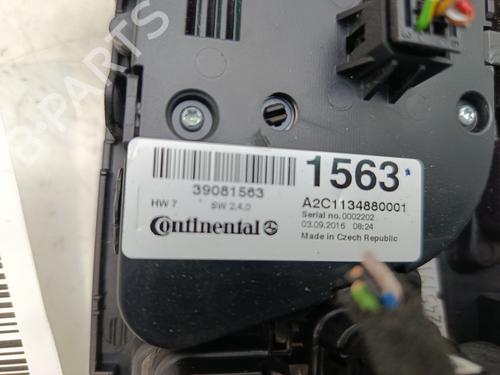 B-PARTS
39081563
HW 7
SW 2.4.0
Continental
1563
A2C1134880001
Serial no. 0002202
03.09.2016 08:24
Made in Czech Republic